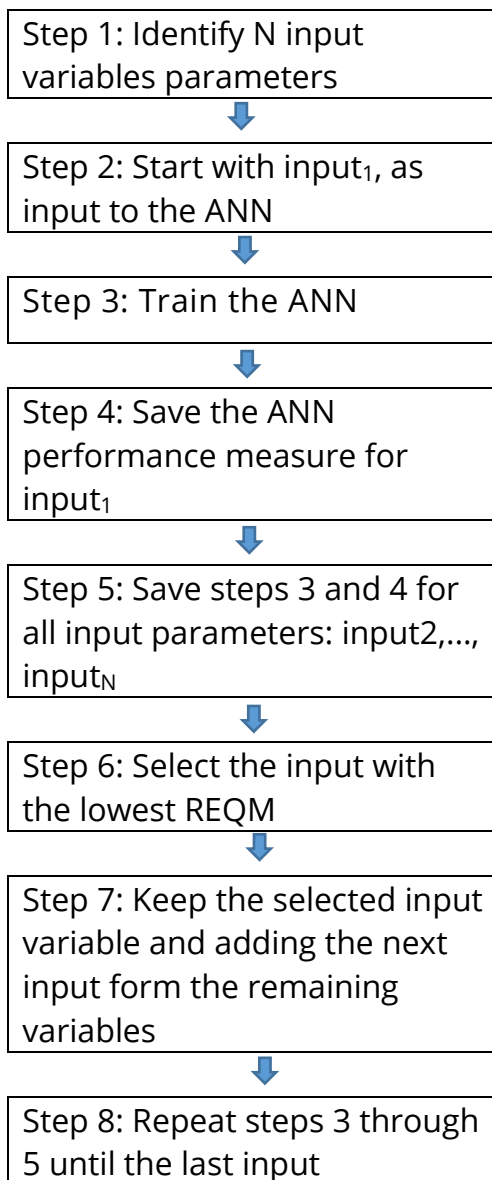 Step 1: Identify N input
variables parameters
Step 2: Start with input₁, as
input to the ANN
Step 3: Train the ANN
Step 4: Save the ANN
performance measure for
input₁
Step 5: Save steps 3 and 4 for
all input parameters: input2,...,
inputN
Step 6: Select the input with
the lowest REQM
Step 7: Keep the selected input
variable and adding the next
input form the remaining
variables
Step 8: Repeat steps 3 through
5 until the last input